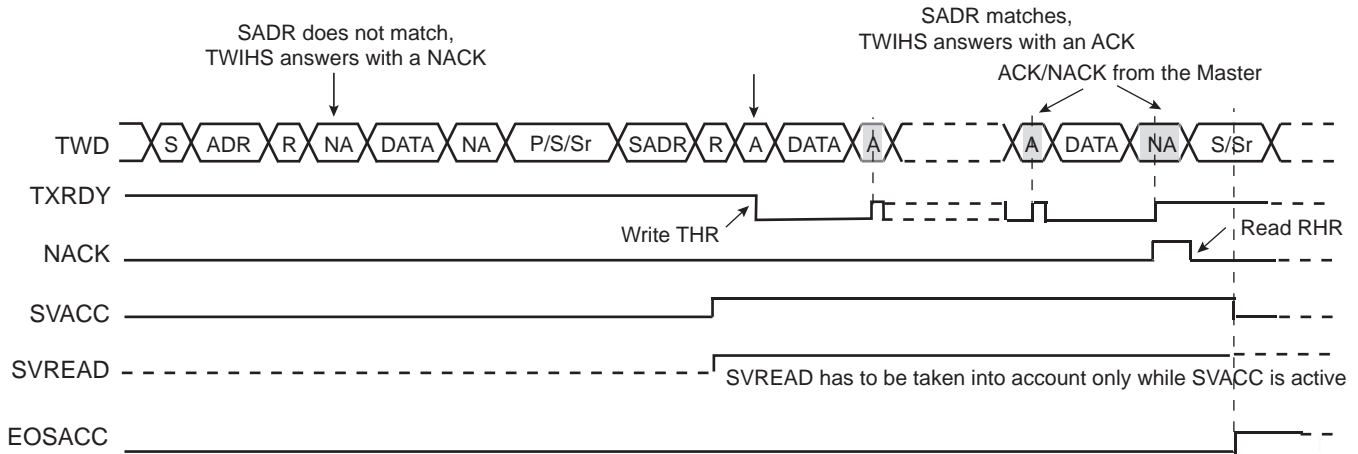 SADR does not match,
TWIHS answers with a NACK
SADR matches,
TWIHS answers with an ACK
ACK/NACK from the Master
TWD S ADR R NA DATA NA P/S/Sr SADR R A DATA A A DATA NA S/Sr
TXRDY
Write THR
Read RHR
NACK
SVACC
SVREAD
SVREAD has to be taken into account only while SVACC is active
EOSACC